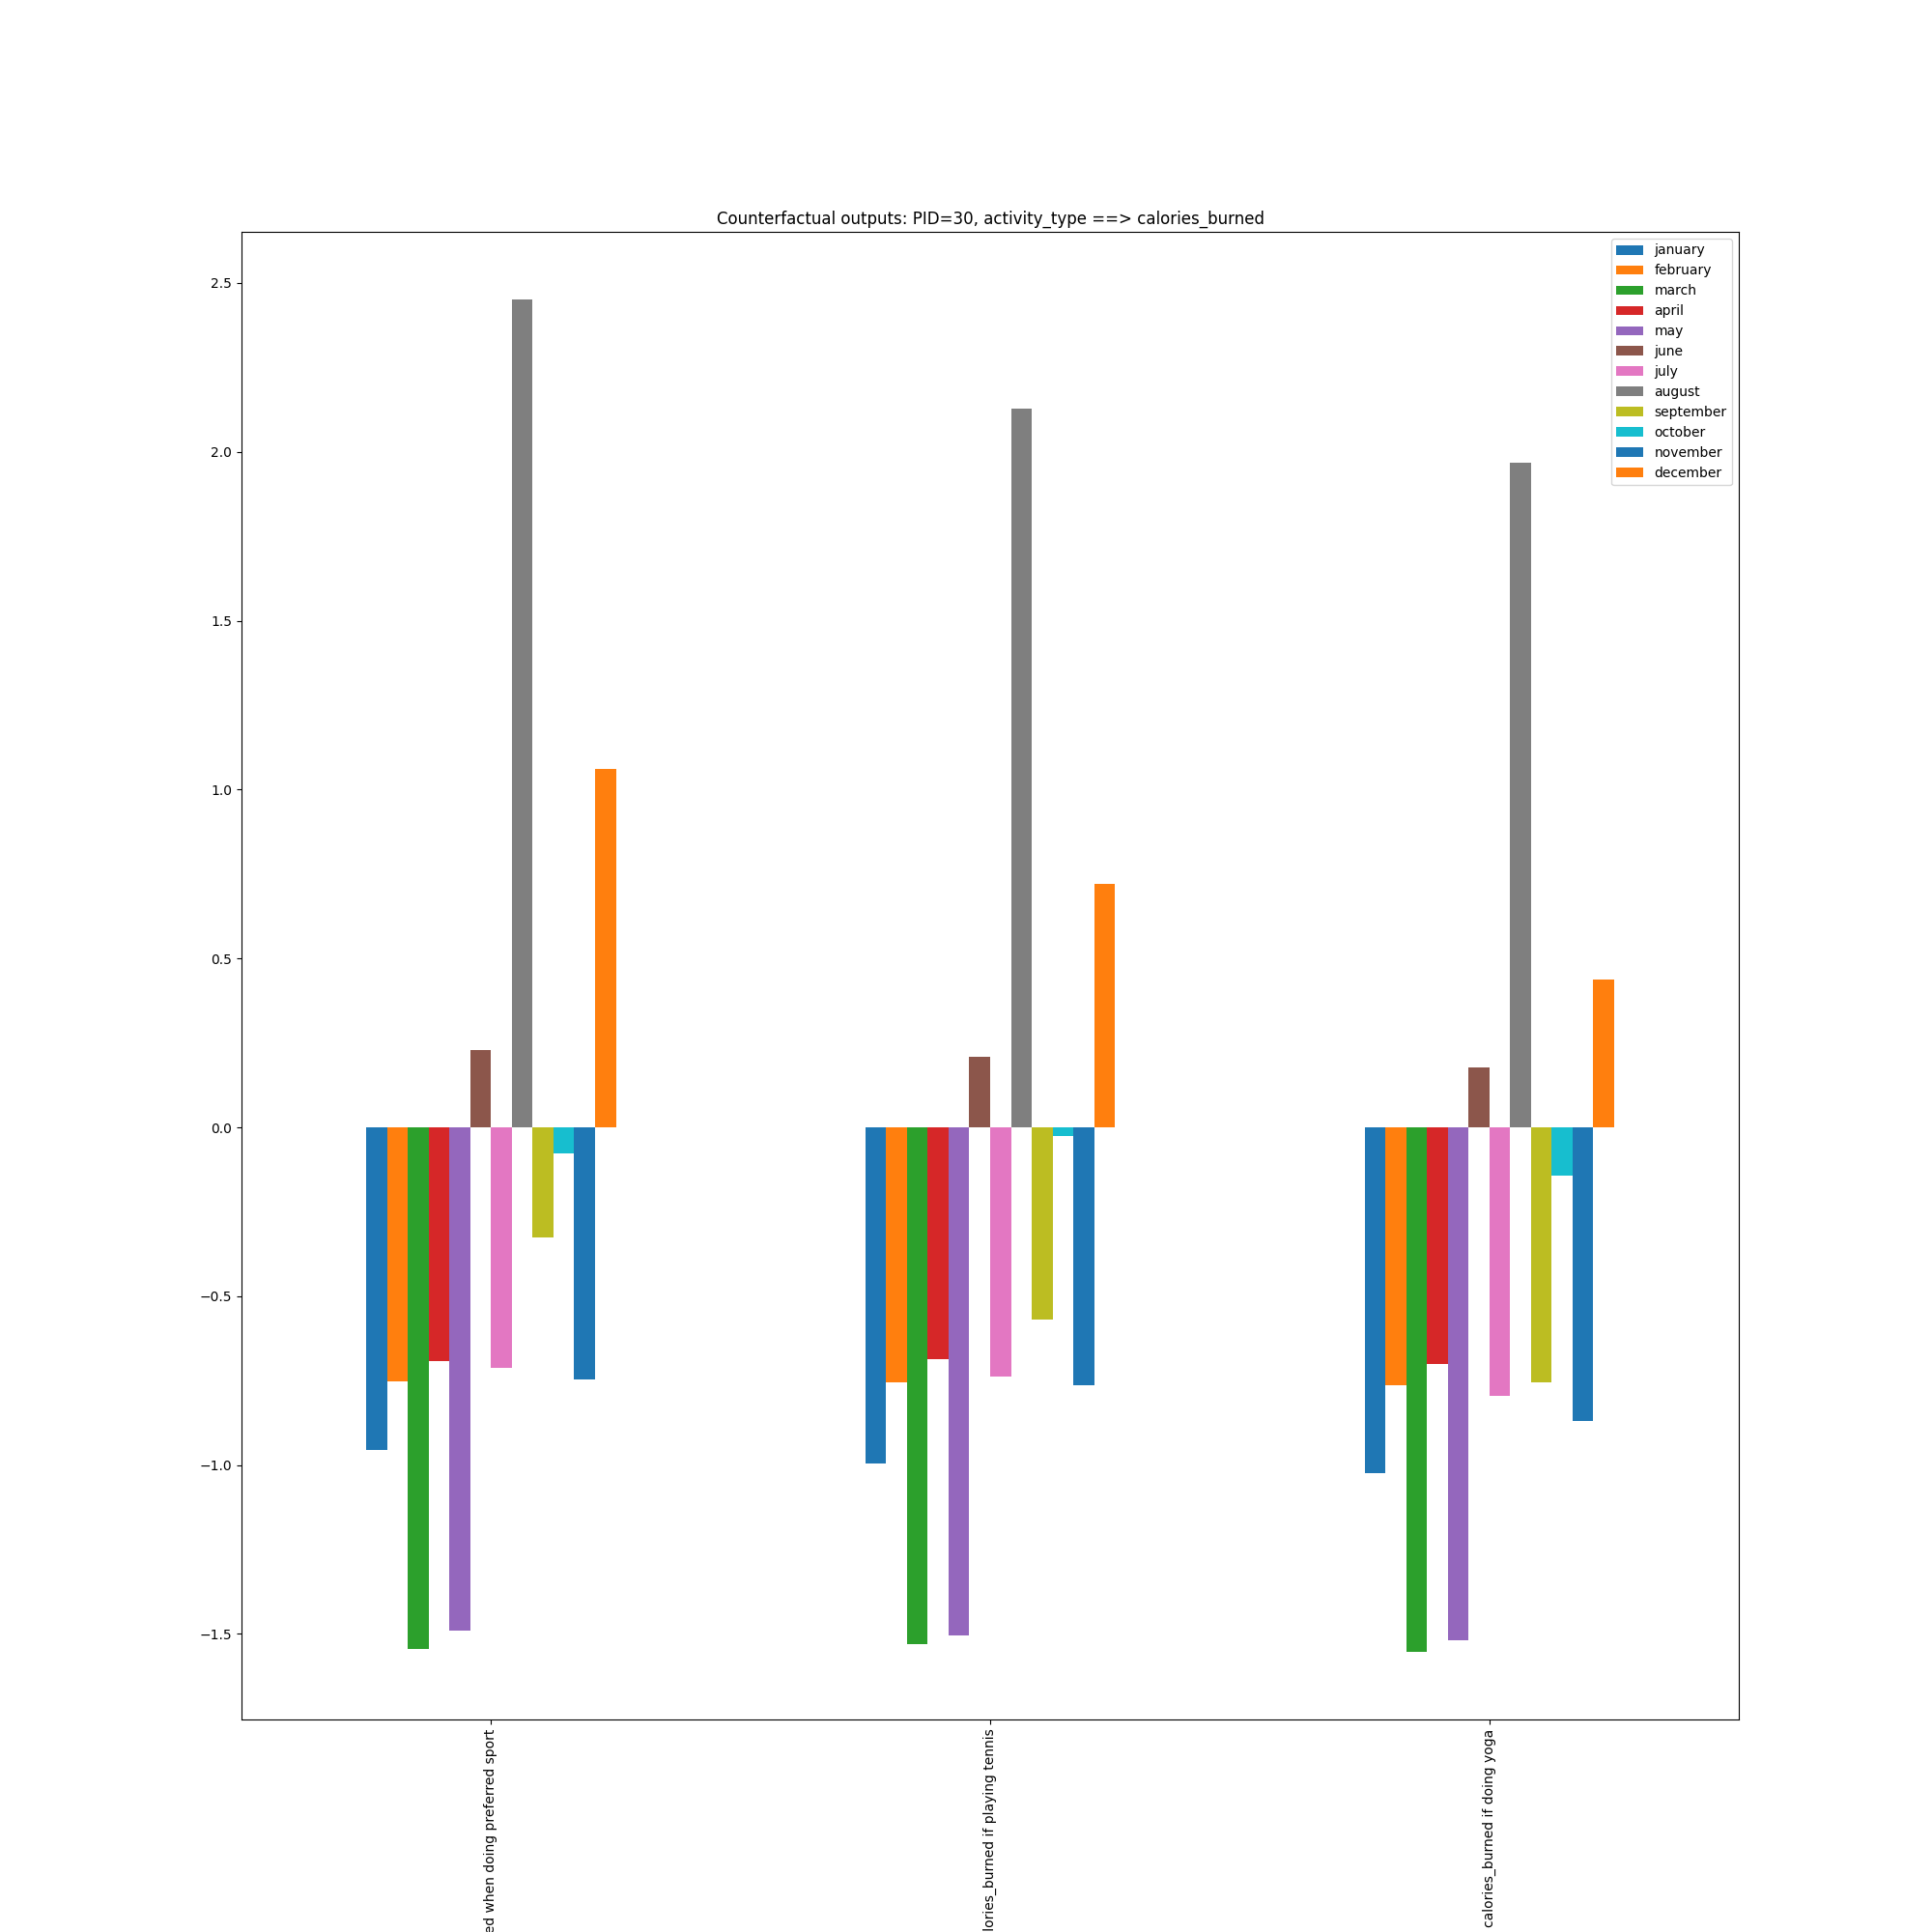 Counterfactual outputs: PID=30, activity_type ==> calories_burned
2.5
2.0
1.5
1.0
0.5
0.0
−0.5
−1.0
−1.5
january
february
march
april
may
june
july
august
september
october
november
december
when doing preferred sport
if playing tennis
calories_burned if doing yoga